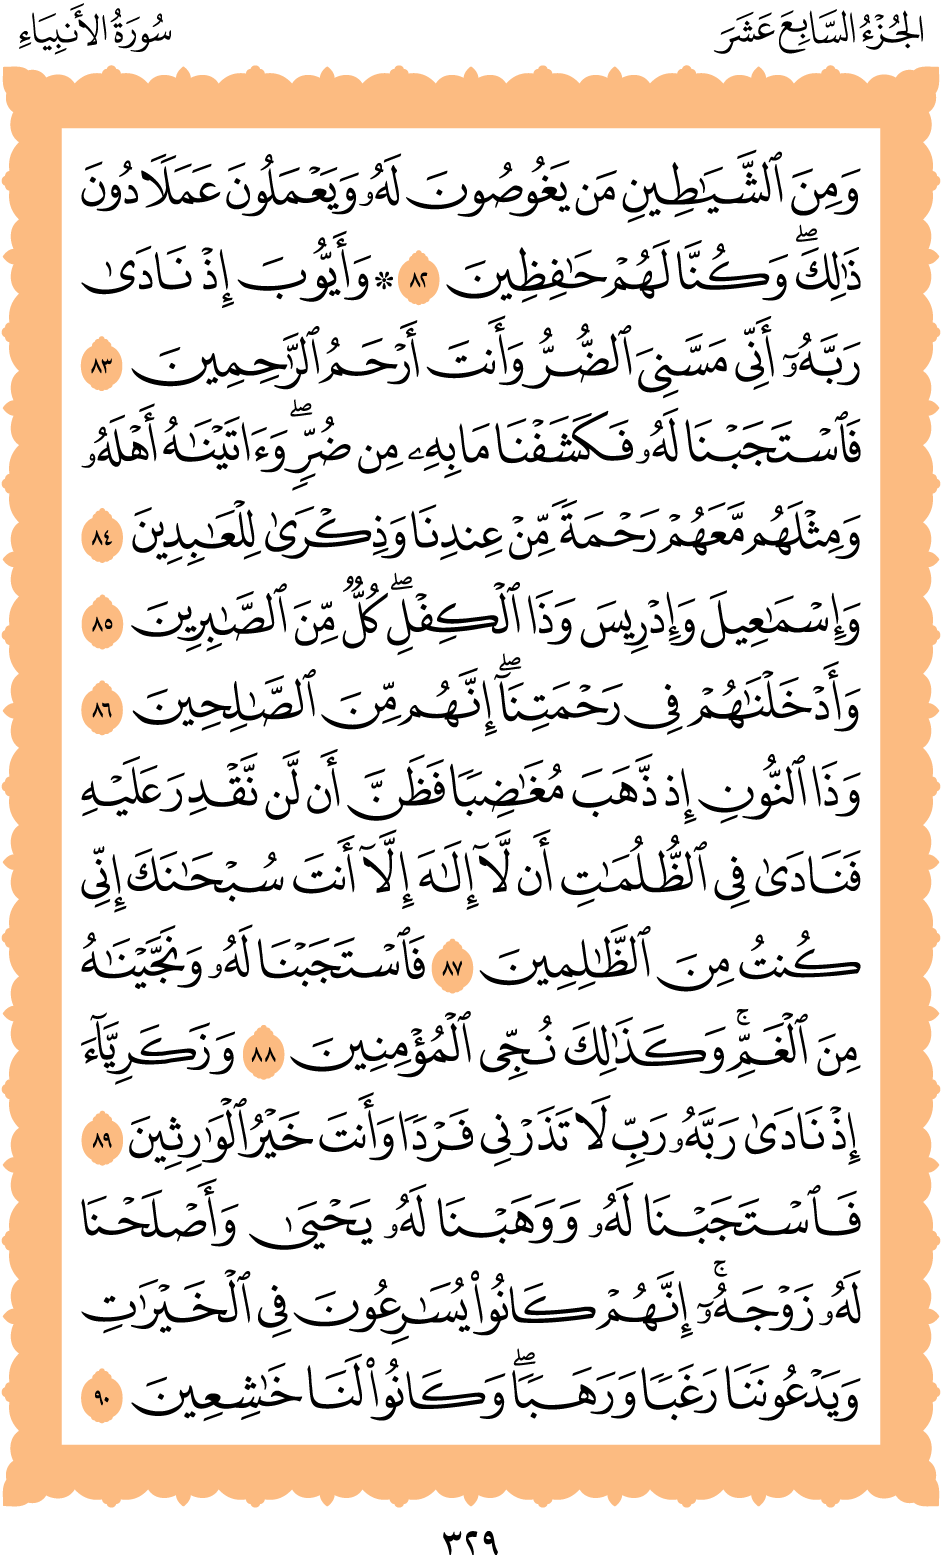 الجُزْءُ السَّابِعَ عَشَرَ
سُورَةُ الأَنبِيَاءِ
وَمِنَ ٱلشَّيَٰطِينِ مَن يَغُوصُونَ لَهُۥ وَيَعْمَلُونَ عَمَلًا دُونَ
ذَٰلِكَۖ وَكُنَّا لَهُمْ حَٰفِظِينَ ٨٢ ۞ وَأَيُّوبَ إِذْ نَادَىٰ
رَبَّهُۥٓ أَنِّى مَسَّنِىَ ٱلضُّرُّ وَأَنتَ أَرْحَمُ ٱلرَّٰحِمِينَ ٨٣
فَٱسْتَجَبْنَا لَهُۥ فَكَشَفْنَا مَا بِهِۦ مِن ضُرٍّۖ وَءَاتَيْنَٰهُ أَهْلَهُۥ
وَمِثْلَهُم مَّعَهُمْ رَحْمَةً مِّنْ عِندِنَا وَذِكْرَىٰ لِلْعَٰبِدِينَ ٨٤
وَإِسْمَٰعِيلَ وَإِدْرِيسَ وَذَا ٱلْكِفْلِۖ كُلٌّ مِّنَ ٱلصَّٰبِرِينَ ٨٥
وَأَدْخَلْنَٰهُمْ فِى رَحْمَتِنَآۖ إِنَّهُم مِّنَ ٱلصَّٰلِحِينَ ٨٦
وَذَا ٱلنُّونِ إِذ ذَّهَبَ مُغَٰضِبًا فَظَنَّ أَن لَّن نَّقْدِرَ عَلَيْهِ
فَنَادَىٰ فِى ٱلظُّلُمَٰتِ أَن لَّآ إِلَٰهَ إِلَّآ أَنتَ سُبْحَٰنَكَ إِنِّى
كُنتُ مِنَ ٱلظَّٰلِمِينَ ٨٧ فَٱسْتَجَبْنَا لَهُۥ وَنَجَّيْنَٰهُ
مِنَ ٱلْغَمِّۚ وَكَذَٰلِكَ نُۨجِى ٱلْمُؤْمِنِينَ ٨٨ وَزَكَرِيَّآءَ
إِذْ نَادَىٰ رَبَّهُۥ رَبِّ لَا تَذَرْنِى فَرْدًا وَأَنتَ خَيْرُ ٱلْوَٰرِثِينَ ٨٩
فَٱسْتَجَبْنَا لَهُۥ وَوَهَبْنَا لَهُۥ يَحْيَىٰ وَأَصْلَحْنَا
لَهُۥ زَوْجَهُۥٓۚ إِنَّهُمْ كَانُوا۟ يُسَٰرِعُونَ فِى ٱلْخَيْرَٰتِ
وَيَدْعُونَنَا رَغَبًا وَرَهَبًاۖ وَكَانُوا۟ لَنَا خَٰشِعِينَ ٩٠
٣٢٩